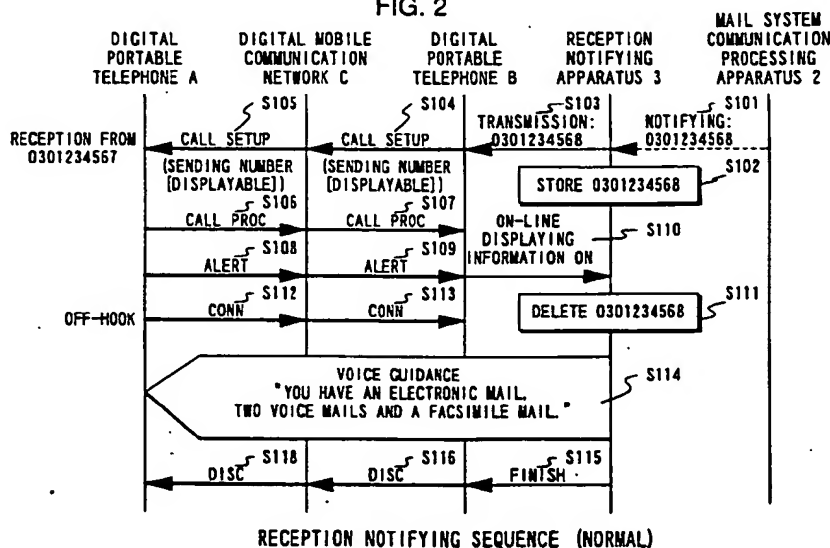 FIG. 2
DIGITAL PORTABLE TELEPHONE A
DIGITAL MOBILE COMMUNICATION NETWORK C
DIGITAL PORTABLE TELEPHONE B
RECEPTION NOTIFYING APPARATUS 3
MAIL SYSTEM COMMUNICATION PROCESSING APPARATUS 2
RECEPTION FROM 0301234567
S105
CALL SETUP
(SENDING NUMBER [DISPLAYABLE])
S104
CALL SETUP
(SENDING NUMBER [DISPLAYABLE])
S103
TRANSMISSION: 0301234568
S101
NOTIFYING: 0301234568
S102
STORE 0301234568
S106
CALL PROC
S107
CALL PROC
S108
ALERT
S109
ALERT
ON-LINE DISPLAYING INFORMATION ON
S110
OFF-HOOK
S112
CONN
S113
CONN
DELETE 0301234568
S111
VOICE GUIDANCE
"YOU HAVE AN ELECTRONIC MAIL,
TWO VOICE MAILS AND A FACSIMILE MAIL."
S114
S118
DISC
S116
DISC
S115
FINISH
RECEPTION NOTIFYING SEQUENCE (NORMAL)